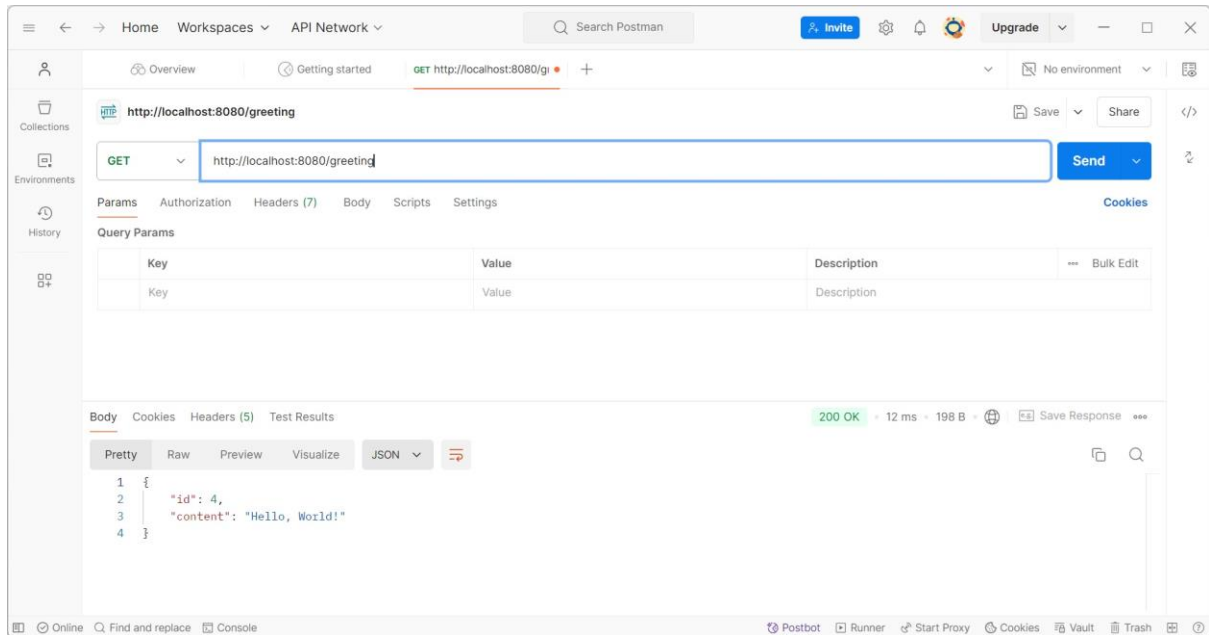 Home Workspaces API Network Search Postman Invite Upgrade
Overview Getting started GET http://localhost:8080/gr No environment
HTTP http://localhost:8080/greeting Save Share
Collections
GET http://localhost:8080/greeting Send
Environments
Params Authorization Headers (7) Body Scripts Settings Cookies
History
Query Params
Key Value Description Bulk Edit
Key Value Description
Body Cookies Headers (5) Test Results 200 OK 12 ms 198 B Save Response
Pretty Raw Preview Visualize JSON
1 {
2 "id": 4,
3 "content": "Hello, World!"
4 }
Online Find and replace Console Postbot Runner Start Proxy Cookies Vault Trash